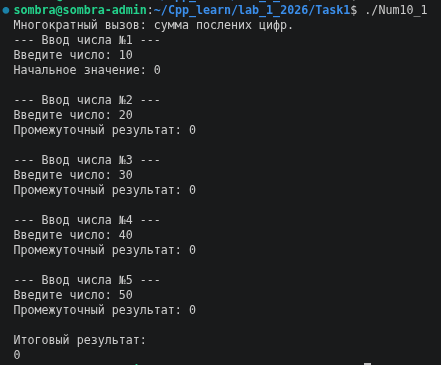 sombra@sombra-admin:~/Cpp_learn/lab_1_2026/Task1$ ./Num10_1
Многократный вызов: сумма послених цифр.
--- Ввод числа №1 ---
Введите число: 10
Начальное значение: 0
--- Ввод числа №2 ---
Введите число: 20
Промежуточный результат: 0
--- Ввод числа №3 ---
Введите число: 30
Промежуточный результат: 0
--- Ввод числа №4 ---
Введите число: 40
Промежуточный результат: 0
--- Ввод числа №5 ---
Введите число: 50
Промежуточный результат: 0
Итоговый результат:
0